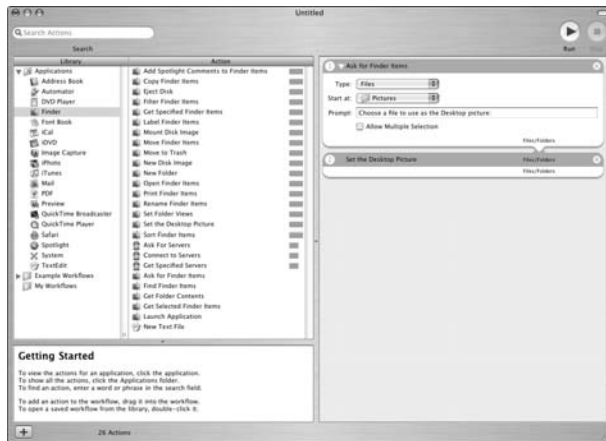 Untitled
Search Actions
Search
Run
Library
Action
Applications
Address Book
Automator
DVD Player
Finder
Font Book
iCal
iDVD
Image Capture
iPhoto
iTunes
Mail
PDF
Preview
QuickTime Broadcaster
QuickTime Player
Safari
Spotlight
System
TextEdit
Example Workflows
My Workflows
Add Spotlight Comments to Finder Items
Copy Finder Items
Eject Disk
Filter Finder Items
Get Specified Finder Items
Label Finder Items
Mount Disk Image
Move Finder Items
Move to Trash
New Disk Image
New Folder
Open Finder Items
Print Finder Items
Rename Finder Items
Set Folder Views
Set the Desktop Picture
Sort Finder Items
Ask For Servers
Connect to Servers
Get Specified Servers
Ask for Finder Items
Find Finder Items
Get Folder Contents
Get Selected Finder Items
Launch Application
New Text File
1 Ask for Finder Items
Type: Files
Start at: Pictures
Prompt: Choose a file to use as the Desktop picture:
Allow Multiple Selection
Files/Folders
Set the Desktop Picture Files/Folders
Files/Folders
Getting Started
To view the actions for an application, click the application.
To show all the actions, click the Applications folder.
To find an action, enter a word or phrase in the search field.
To add an action to the workflow, drag it into the workflow.
To open a saved workflow from the library, double-click it.
26 Actions